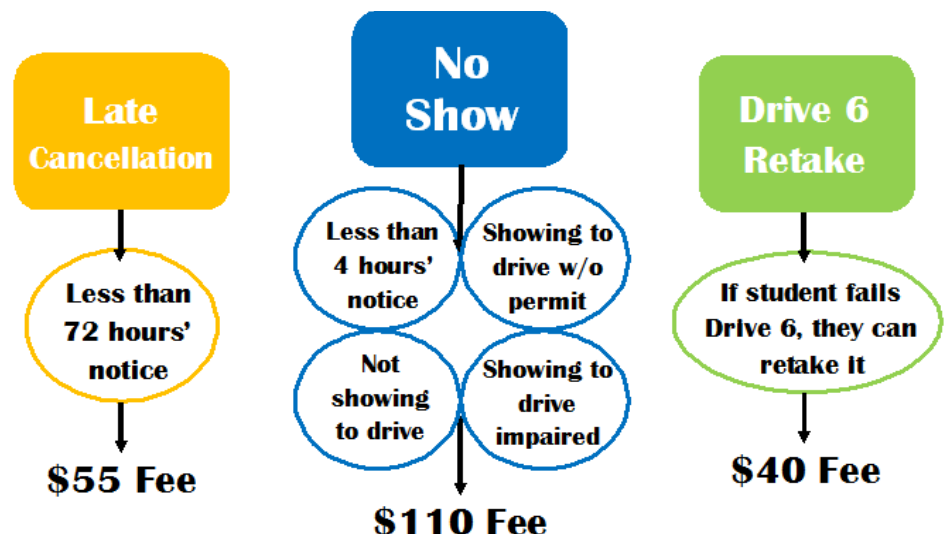 Late
Cancellation
Less than
72 hours'
notice
$55 Fee
No
Show
Less than
4 hours'
notice
Showing to
drive w/o
permit
Not
showing
to drive
Showing to
drive
impaired
$110 Fee
Drive 6
Retake
If student fails
Drive 6, they can
retake it
$40 Fee